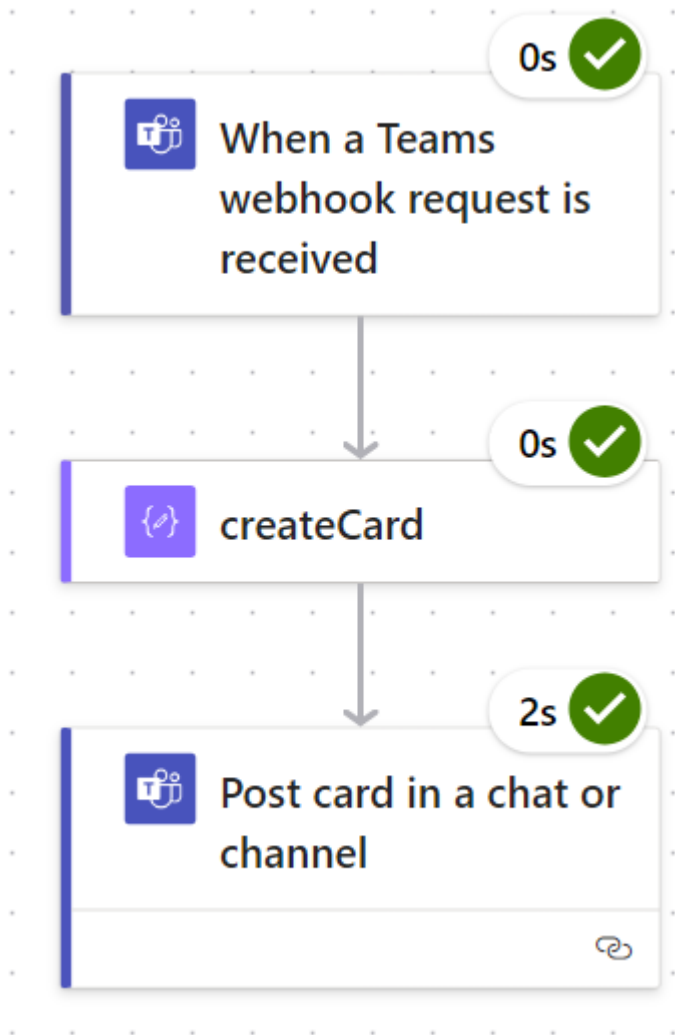 0s
When a Teams
webhook request is
received
0s
createCard
2s
Post card in a chat or
channel